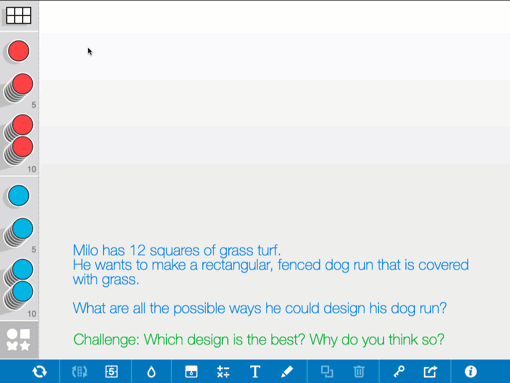 5
10
5
10
Milo has 12 squares of grass turf.
He wants to make a rectangular, fenced dog run that is covered
with grass.
What are all the possible ways he could design his dog run?
Challenge: Which design is the best? Why do you think so?
T